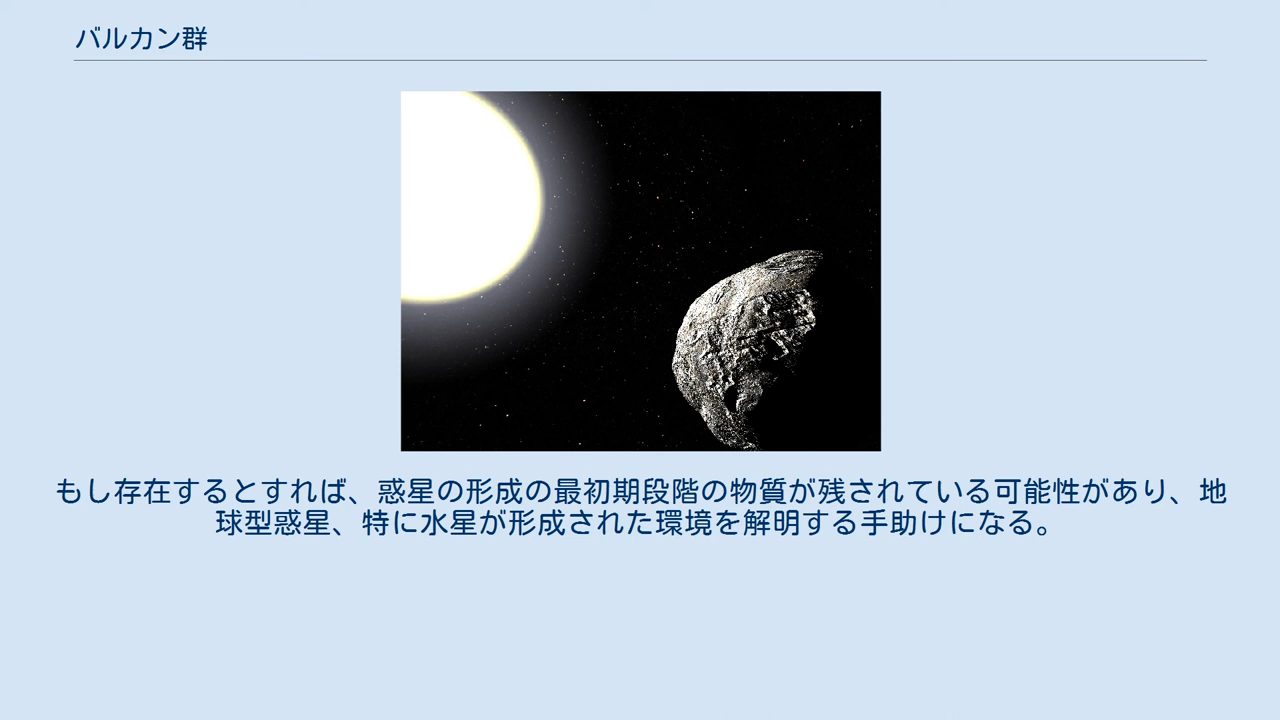 バルカン群
もし存在するとすれば、惑星の形成の最初期段階の物質が残されている可能性があり、地
球型惑星、特に水星が形成された環境を解明する手助けになる。